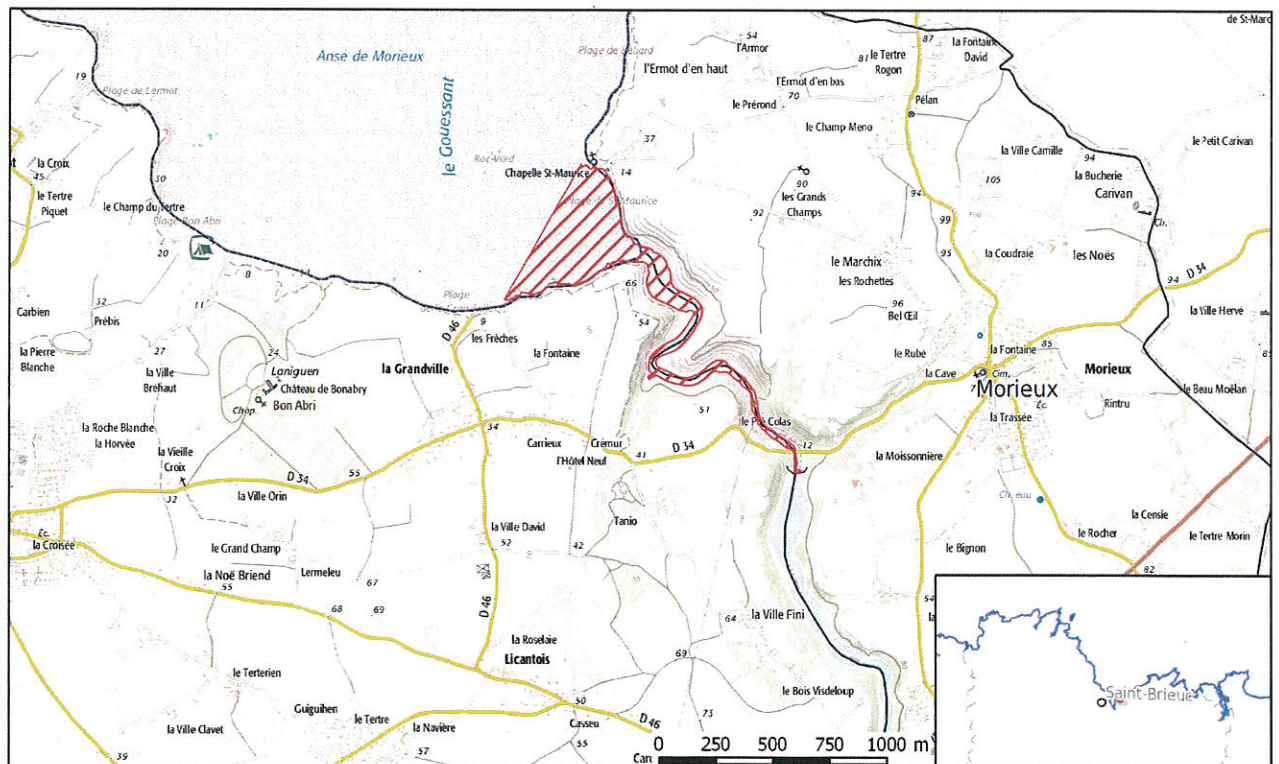 de St-Marc
Anse de Morieux
Plage de Béliard
54
l'Armor
87
la Fontaine
David
l'Ermot d'en haut
le Tertre
Rogon
81
19
l'Ermot d'en bas
Plage de Lermot
70
le Prérond
Pélan
le Gouessant
le Champ Meno
le Petit Carivan
37
la Ville Camille
94
la Croix
45
Chapelle St-Maurice
14
la Bucherie
Carivan
30
90
105
le Tertre
Piquet
le Champ du Tertre
les Grands
Champs
94
Plage de St-Maurice
92
99
Ch.
Plage Bon Abri
20
la Coudraie
les Noës
le Marchix
95
les Rochettes
8
66
94
D 34
11
Carbien
32
Prébis
Plage
96
Bel Œil
la Ville Hervé
9
54
D 46
les Frèches
la Pierre
Blanche
27
24
la Fontaine
le Rubé
la Fontaine
85
la Ville
Bréhaut
Laniguen
la Grandville
la Cave
Morieux
Château de Bonabry
Cim.
Morieux
le Beau Moëlan
Chap.
Bon Abri
51
Éc.
Rintru
la Roche Blanche
la Horvée
le Pré Colas
la Trassée
34
Carrieux
Crémur
D 34
12
la Vieille
Croix
41
l'Hôtel Neuf
la Moissonnière
55
D 34
32
la Ville Orin
Ch. eau
Tanio
la Censie
la Ville David
Éc.
la Croisée
52
42
le Bignon
le Rocher
le Tertre Morin
le Grand Champ
la Noë Briend
Lermeleu
67
82
55
68
69
D 46
la Ville Fini
64
la Roselaie
Licantois
69
le Terterien
le Bois Visdeloup
Saint-Brieuc
Guiguihen
50
le Tertre
73
la Ville Clavet
la Navière
Casseu
D 46
39
57
55
0 250 500 750 1000 m